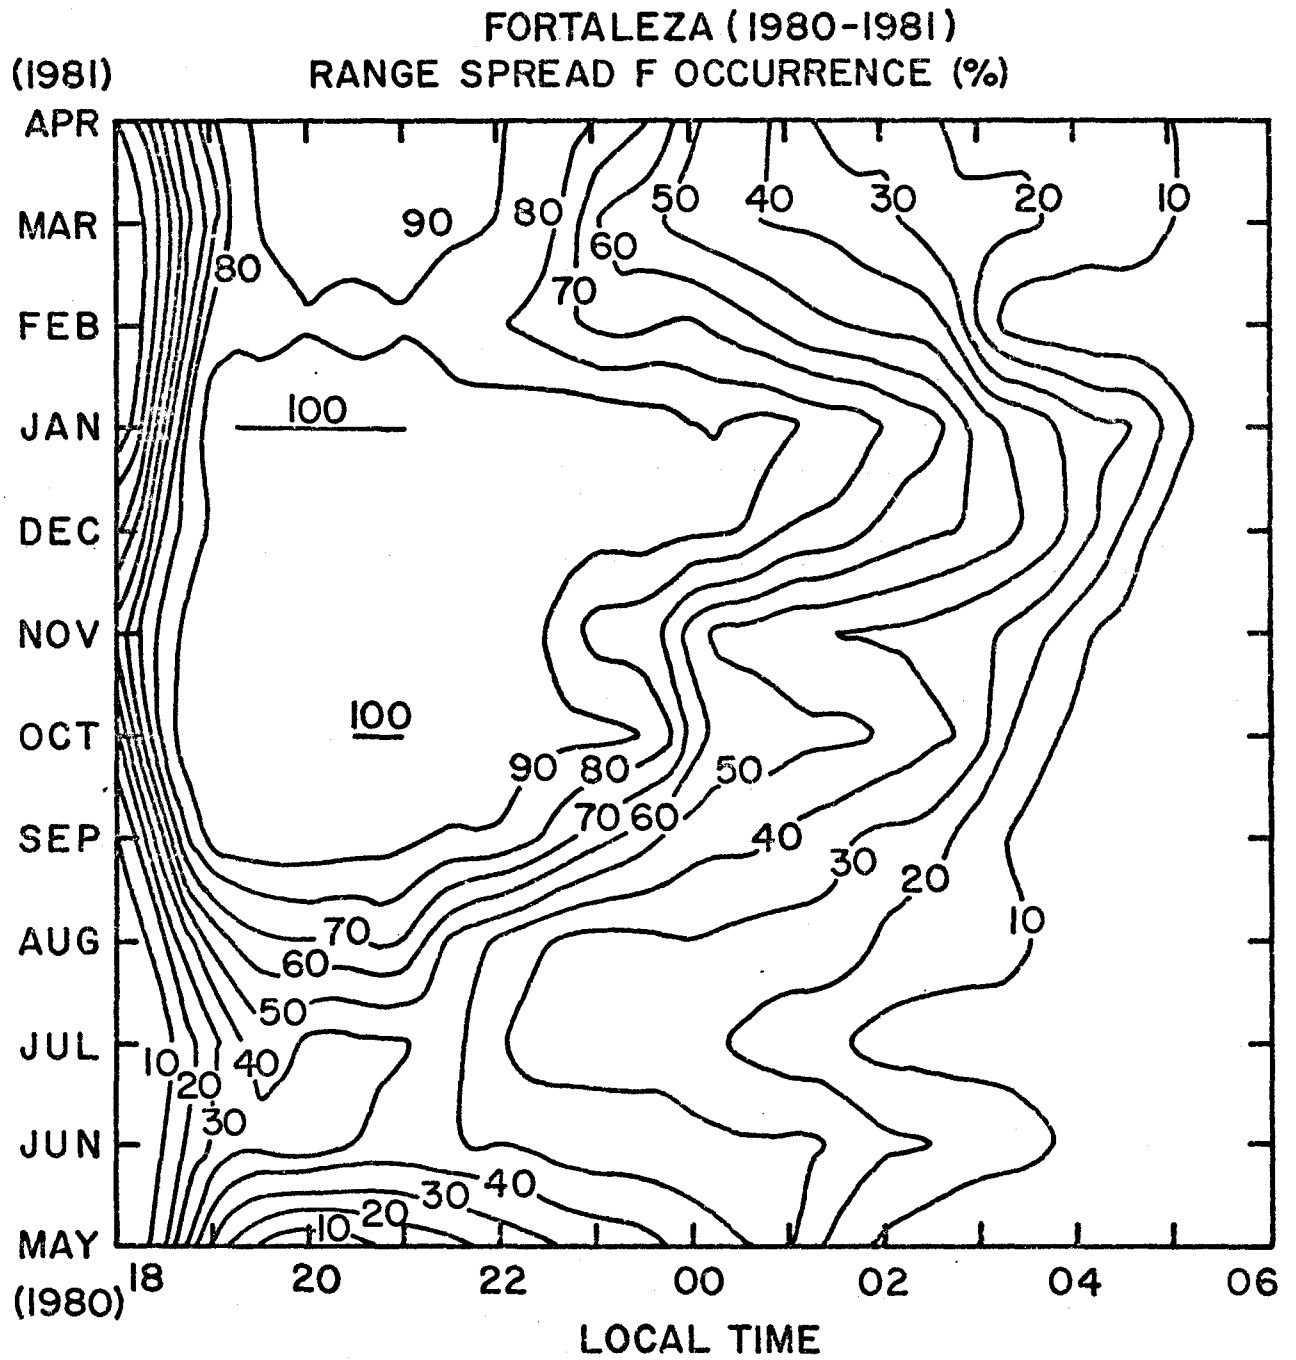 FORTALEZA (1980-1981)
(1981) RANGE SPREAD F OCCURRENCE (%)
APR
50 40 30 20 10
MAR 90 80
60
80
70
FEB
100
JAN
DEC
NOV
100
OCT
90 80 50
70 60
SEP 40
30
20
10
70
AUG
60
50
JUL
10 40
20
30
JUN
40
30
20
10
MAY
18 20 22 00 02 04 06
(1980)
LOCAL TIME